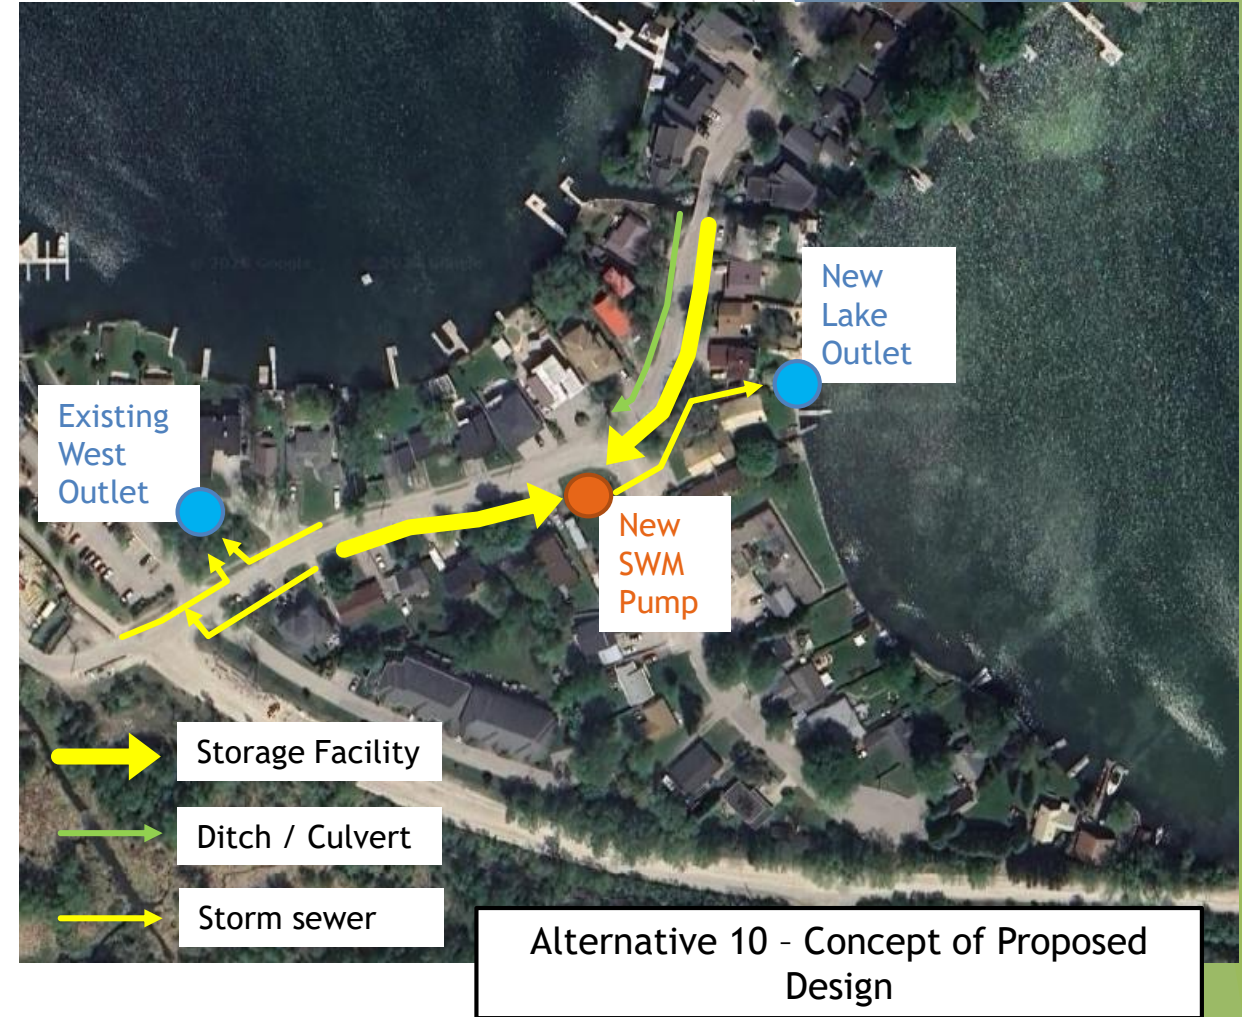 New
Lake
Outlet
Existing
West
Outlet
New
SWM
Pump
Storage Facility
Ditch / Culvert
Storm sewer
Alternative 10 – Concept of Proposed
Design